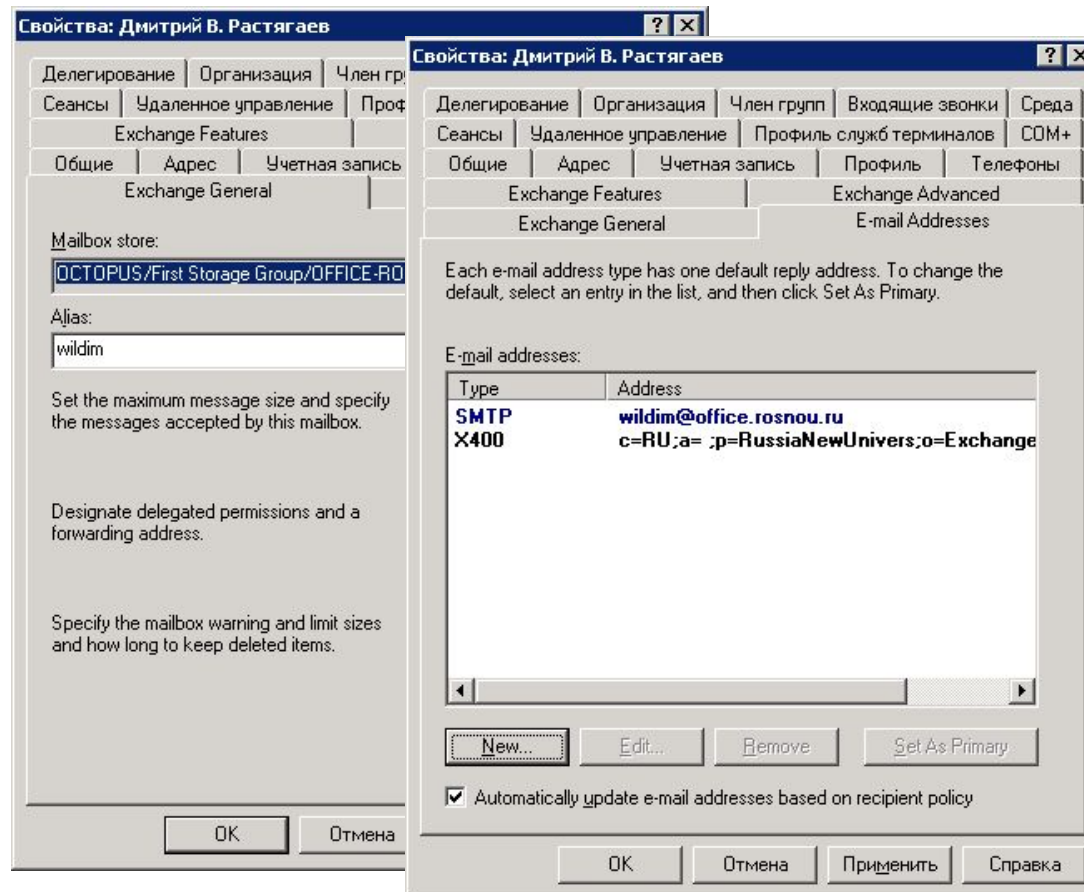 Свойства: Дмитрий В. Растягаев
Делегирование Организация Член гру
Сеансы Удаленное управление Проф
Exchange Features
Общие Адрес Учетная запись
Exchange General
Mailbox store:
OCTOPUS/First Storage Group/OFFICE-RO
Alias:
wildim
Set the maximum message size and specify
the messages accepted by this mailbox.
Designate delegated permissions and a
forwarding address.
Specify the mailbox warning and limit sizes
and how long to keep deleted items.
OK Отмена
Свойства: Дмитрий В. Растягаев
Делегирование Организация Член групп Входящие звонки Среда
Сеансы Удаленное управление Профиль служб терминалов COM+
Общие Адрес Учетная запись Профиль Телефоны
Exchange Features Exchange Advanced
Exchange General E-mail Addresses
Each e-mail address type has one default reply address. To change the
default, select an entry in the list, and then click Set As Primary.
E-mail addresses:
Type Address
SMTP wildim@office.rosnou.ru
X400 c=RU;a= ;p=RussiaNewUnivers;o=Exchange
New... Edit... Remove Set As Primary
Automatically update e-mail addresses based on recipient policy
OK Отмена Применить Справка